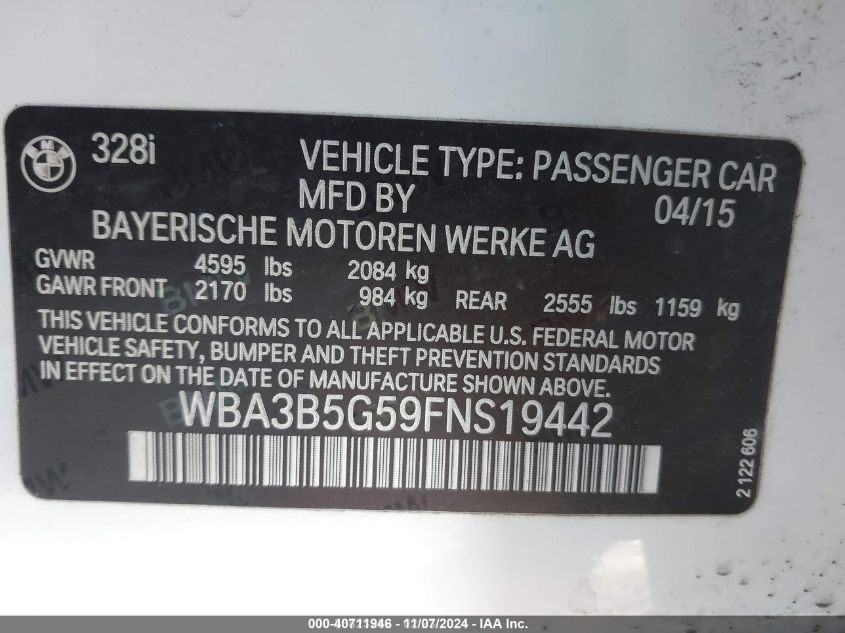 328i
VEHICLE TYPE: PASSENGER CAR
MFD BY 04/15
BAYERISCHE MOTOREN WERKE AG
GVWR 4595 lbs 2084 kg
GAWR FRONT 2170 lbs 984 kg REAR 2555 lbs 1159 kg
THIS VEHICLE CONFORMS TO ALL APPLICABLE U.S. FEDERAL MOTOR
VEHICLE SAFETY, BUMPER AND THEFT PREVENTION STANDARDS
IN EFFECT ON THE DATE OF MANUFACTURE SHOWN ABOVE.
WBA3B5G59FNS19442
2 122 606
000-40711946 - 11/07/2024 - IAA Inc.